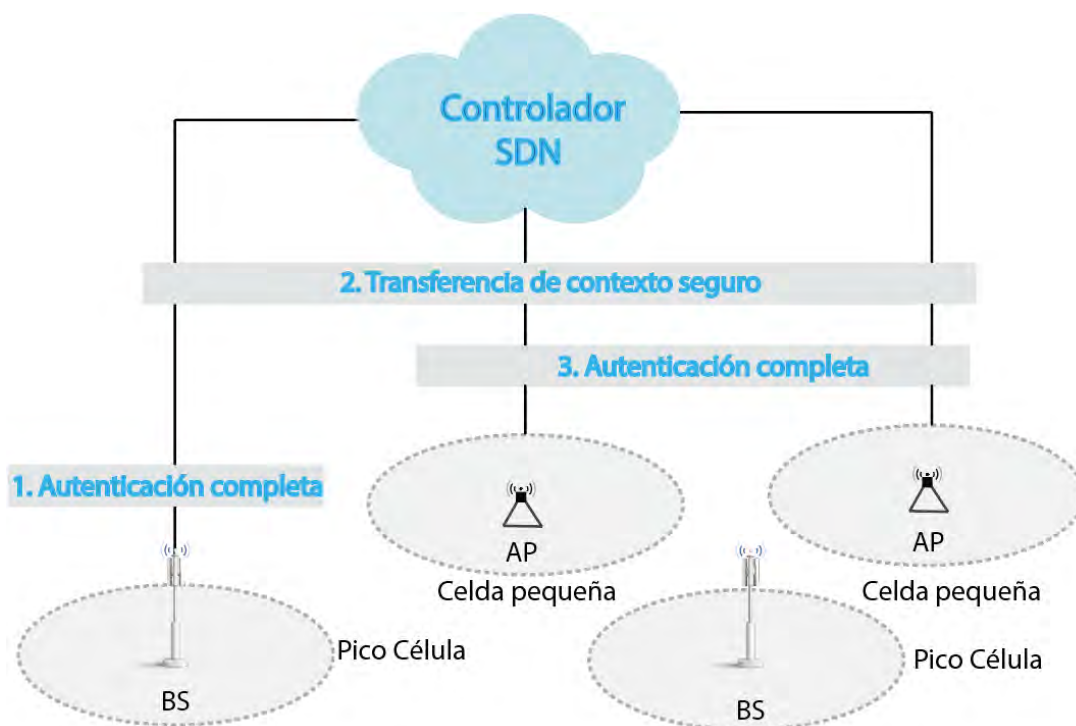 Controlador
SDN
2. Transferencia de contexto seguro
3. Autenticación completa
1. Autenticación completa
AP
Celda pequeña
AP
Celda pequeña
BS
Pico Célula
BS
Pico Célula